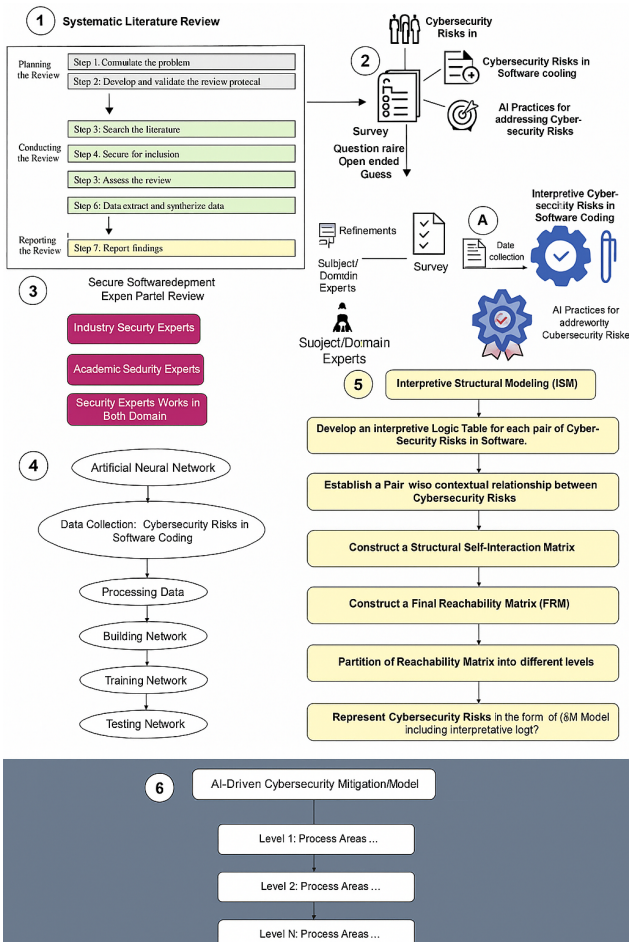 1 Systematic Literature Review
Planning
the Review
Step 1. Commulate the problem
Step 2: Develop and validate the review protecal
Conducting
the Review
Step 3: Search the literature
Step 4. Secure for inclusion
Step 3: Assess the review
Step 6: Data extract and syntherize data
Reporting
the Review
Step 7. Report findings
2
Cybersecurity
Risks in
Cybersecurity Risks in
Software cooling
AI Practices for
addressing Cyber-
security Risks
Survey
Question raire
Open ended
Guess
Refinements
Subject/
Domain
Experts
Survey
Suoject/Do:main
Experts
A
Date
collection
Interpretive Cyber-
secchity Risks in
Software Coding
AI Practices for
addreworlty
Cubersecurity Riske
3
Secure Softwaredepment
Expen Partel Review
Industry Securty Experts
Academic Sedurity Experts
Security Experts Works in
Both Domain
4
Artificial Neural Network
Data Collection: Cybersecurity Risks in
Software Coding
Processing Data
Building Network
Training Network
Testing Network
5
Interpretive Structural Modeling (ISM)
Develop an interpretive Logic Table for each pair of Cyber-
Security Risks in Software.
Establish a Pair wiso contextual relationship between
Cybersecurity Risks
Construct a Structural Self-Interaction Matrix
Construct a Final Reachability Matrix (FRM)
Partition of Reachability Matrix into different levels
Represent Cybersecurity Risks in the form of (δM Model
including interpretative logt?
6
AI-Driven Cybersecurity Mitigation/Model
Level 1: Process Areas ...
Level 2: Process Areas ...
Level N: Process Areas ...